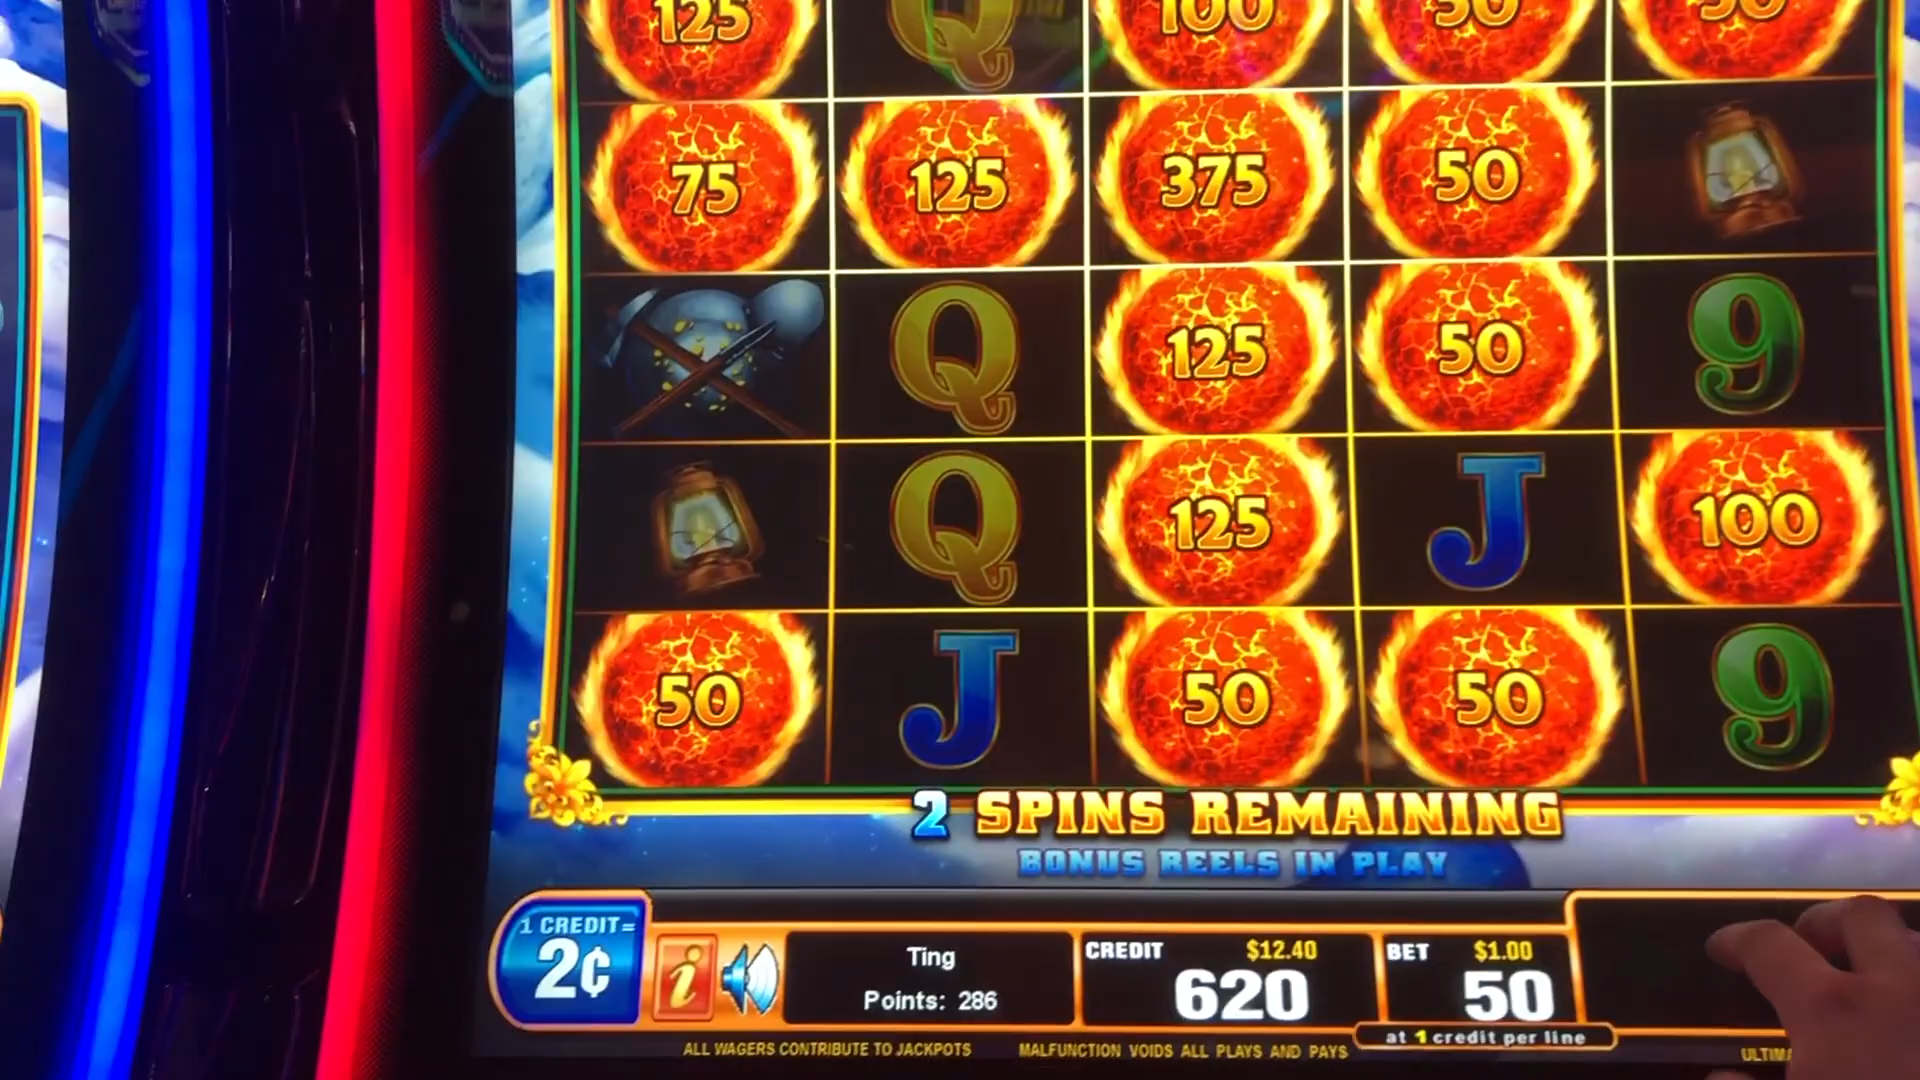 125 Q 100 50 50
75 125 375 50
Q 125 50 9
Q 125 J 100
50 J 50 50 9
2 SPINS REMAINING
BONUS REELS IN PLAY
1 CREDIT=
2¢
i
Ting
Points: 286
CREDIT $12.40
620
BET $1.00
50
at 1 credit per line
ALL WAGERS CONTRIBUTE TO JACKPOTS
MALFUNCTION VOIDS ALL PLAYS AND PAYS